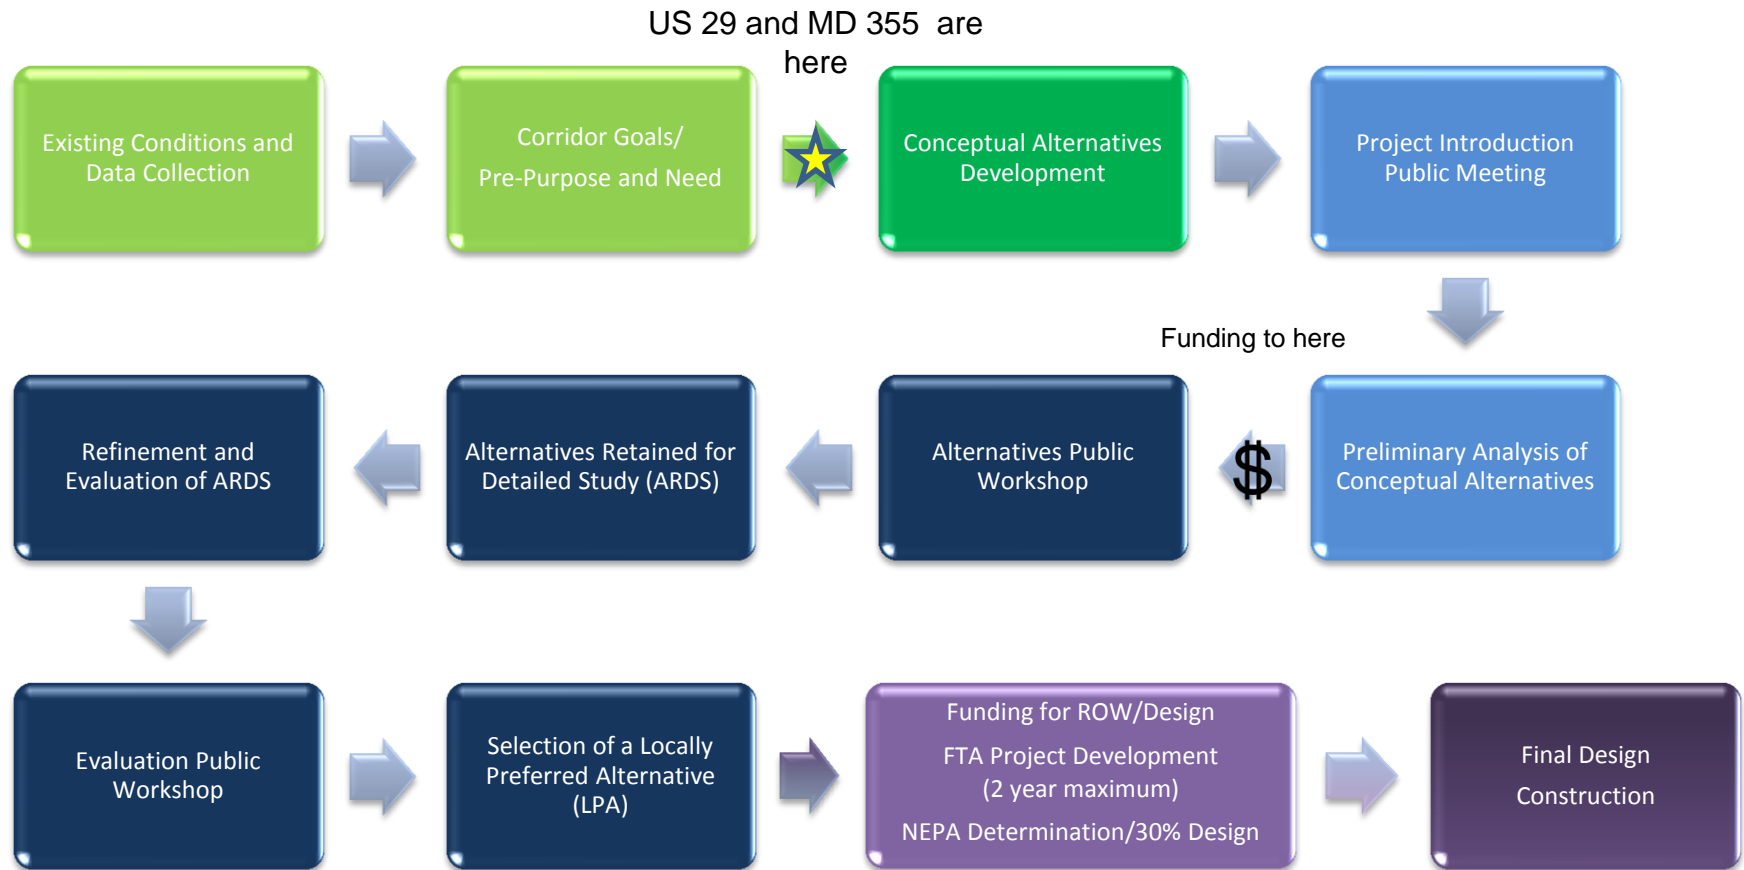 US 29 and MD 355 are
here
Existing Conditions and
Data Collection
Corridor Goals/
Pre-Purpose and Need
Conceptual Alternatives
Development
Project Introduction
Public Meeting
Funding to here
Preliminary Analysis of
Conceptual Alternatives
$
Alternatives Public
Workshop
Alternatives Retained for
Detailed Study (ARDS)
Refinement and
Evaluation of ARDS
Evaluation Public
Workshop
Selection of a Locally
Preferred Alternative
(LPA)
Funding for ROW/Design
FTA Project Development
(2 year maximum)
NEPA Determination/30% Design
Final Design
Construction